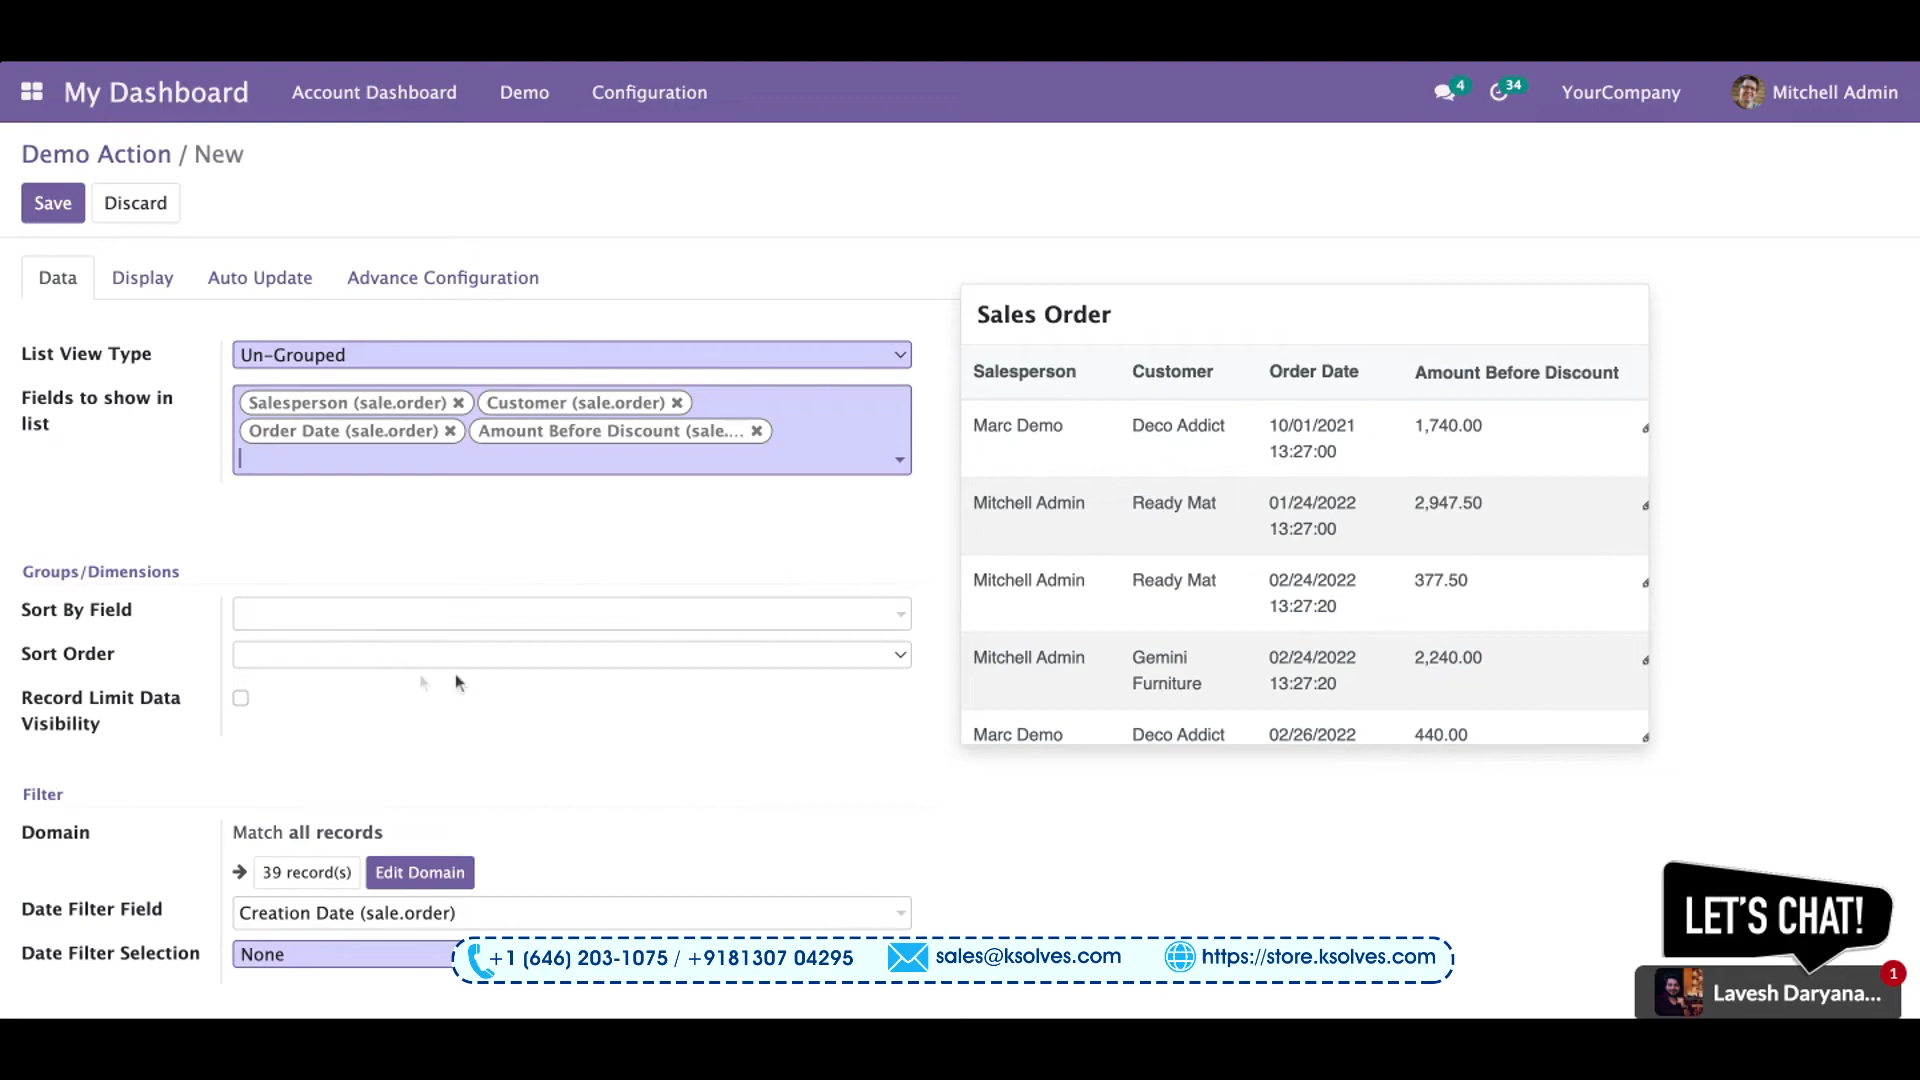 My Dashboard
Account Dashboard
Demo
Configuration
4
34
YourCompany
Mitchell Admin
Demo Action / New
Save
Discard
Data
Display
Auto Update
Advance Configuration
List View Type
Un-Grouped
Fields to show in
list
Salesperson (sale.order)
Customer (sale.order)
Order Date (sale.order)
Amount Before Discount (sale....
Groups/Dimensions
Sort By Field
Sort Order
Record Limit Data
Visibility
Filter
Domain
Match all records
39 record(s)
Edit Domain
Date Filter Field
Creation Date (sale.order)
Date Filter Selection
None
Sales Order
Salesperson Customer Order Date Amount Before Discount
Marc Demo Deco Addict 10/01/2021 1,740.00
13:27:00
Mitchell Admin Ready Mat 01/24/2022 2,947.50
13:27:00
Mitchell Admin Ready Mat 02/24/2022 377.50
13:27:20
Mitchell Admin Gemini 02/24/2022 2,240.00
Furniture 13:27:20
Marc Demo Deco Addict 02/26/2022 440.00
+1 (646) 203-1075 / +9181307 04295
sales@ksolves.com
https://store.ksolves.com
LET'S CHAT!
1
Lavesh Daryana...